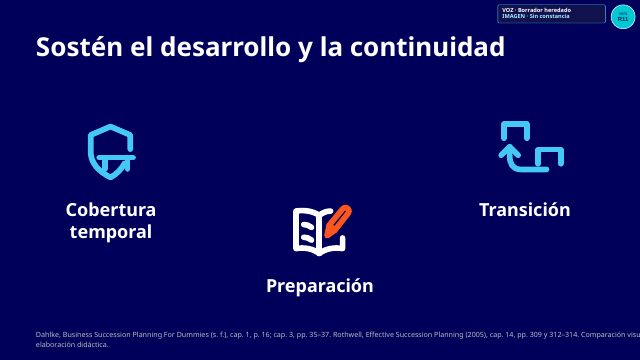 VOZ · Borrador heredado
IMAGEN · Sin constancia
R11
Sostén el desarrollo y la continuidad
Cobertura
temporal
Transición
Preparación
Dahlke, Business Succession Planning For Dummies (s. f.), cap. 1, p. 16; cap. 3, pp. 35–37. Rothwell, Effective Succession Planning (2005), cap. 14, pp. 309 y 312–314. Comparación visu
elaboración didáctica.